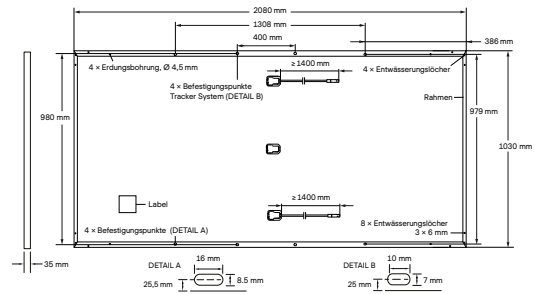 2080 mm
1308 mm
400 mm
386 mm
4 × Erdungsbohrung, Ø 4,5 mm
≥ 1400 mm
4 × Entwässerungslöcher
4 × Befestigungspunkte
Tracker System (DETAIL B)
Rahmen
980 mm
979 mm
1030 mm
Label
≥ 1400 mm
4 × Befestigungspunkte (DETAIL A)
8 × Entwässerungslöcher
3 × 6 mm
35 mm
DETAIL A
16 mm
25,5 mm
8.5 mm
DETAIL B
10 mm
25 mm
7 mm